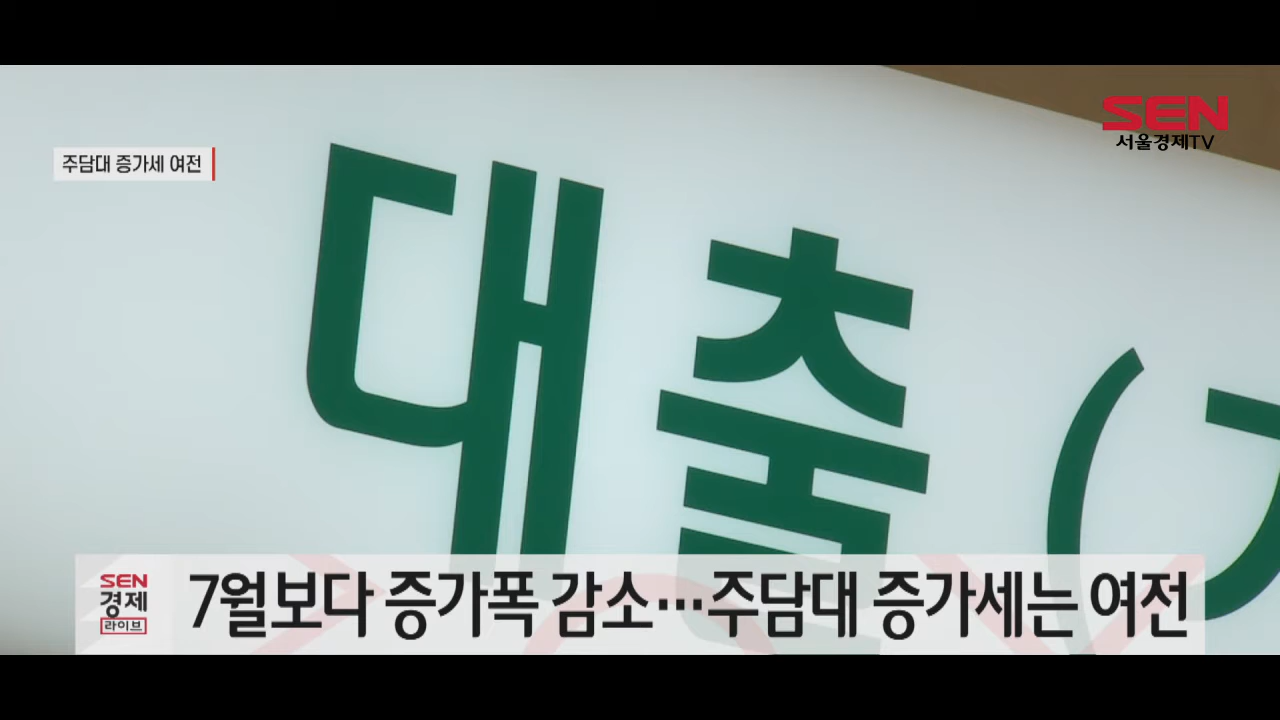 SEN
서울경제TV
주담대 증가세 여전
대출 (
SEN
경제
라이브
7월보다 증가폭 감소…주담대 증가세는 여전